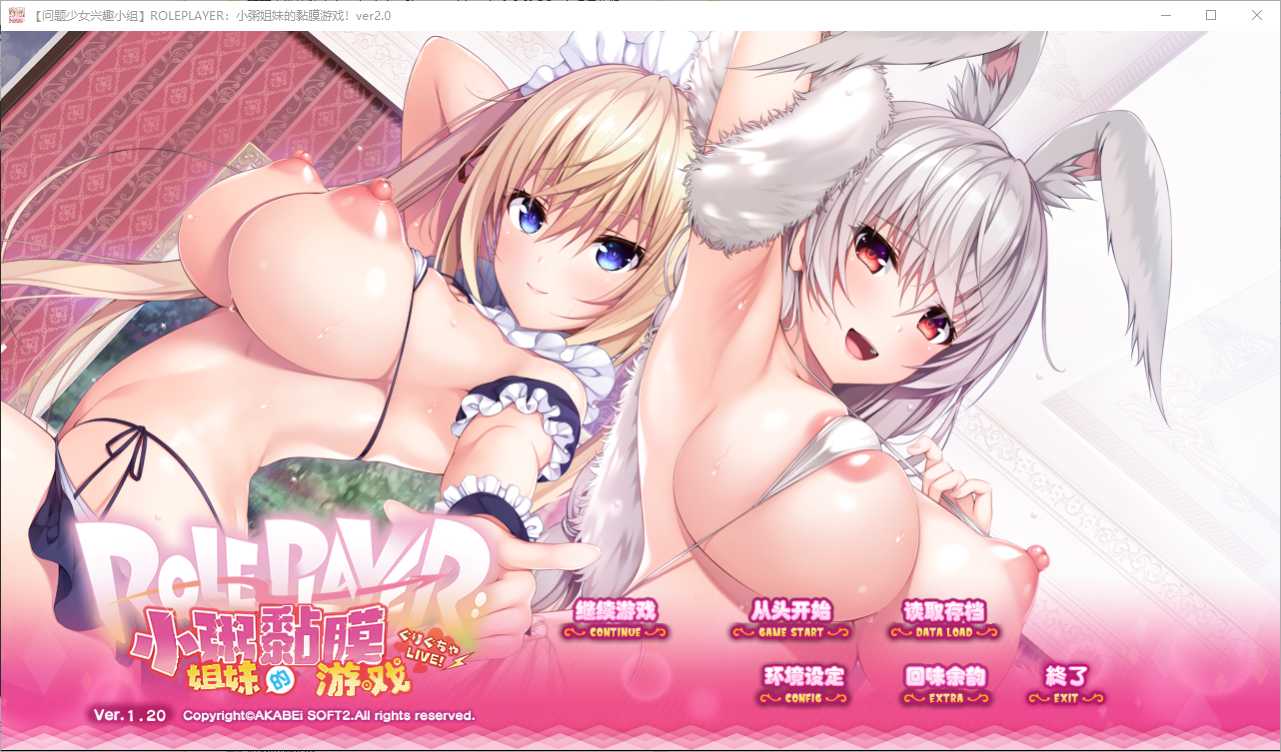 【问题少女兴趣小组】ROLEPLAYER：小粥姐妹的黏膜游戏！ver2.0
ROLEPLAYER:
小粥黏膜
姐妹的游戏
ぐりぐちゃ
LIVE!
继续游戏
CONTINUE
从头开始
GAME START
读取存档
DATA LOAD
环境设定
CONFIG
回味余韵
EXTRA
終了
EXIT
Ver.1.20 Copyright©AKABEi SOFT2.All rights reserved.